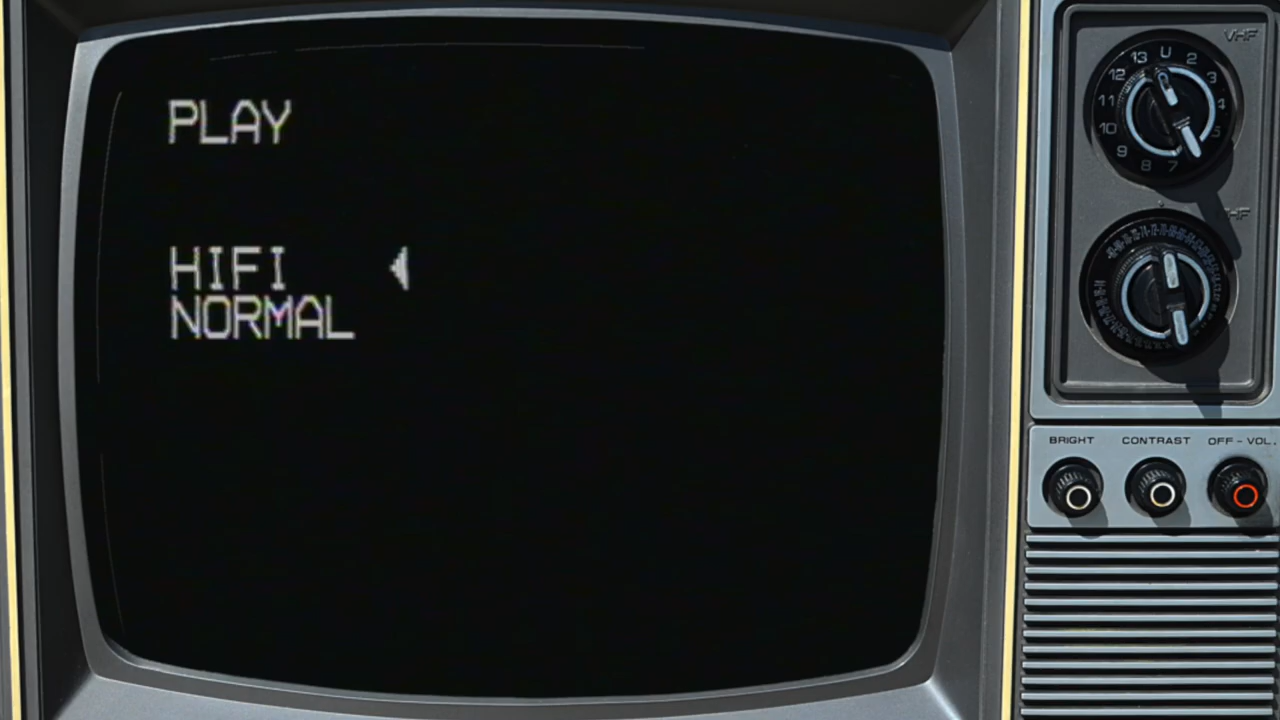 PLAY
HIFI
NORMAL
VHF
U 2 3 4 5 7 8 9 10 11 12 13
BRIGHT CONTRAST OFF-VOL.